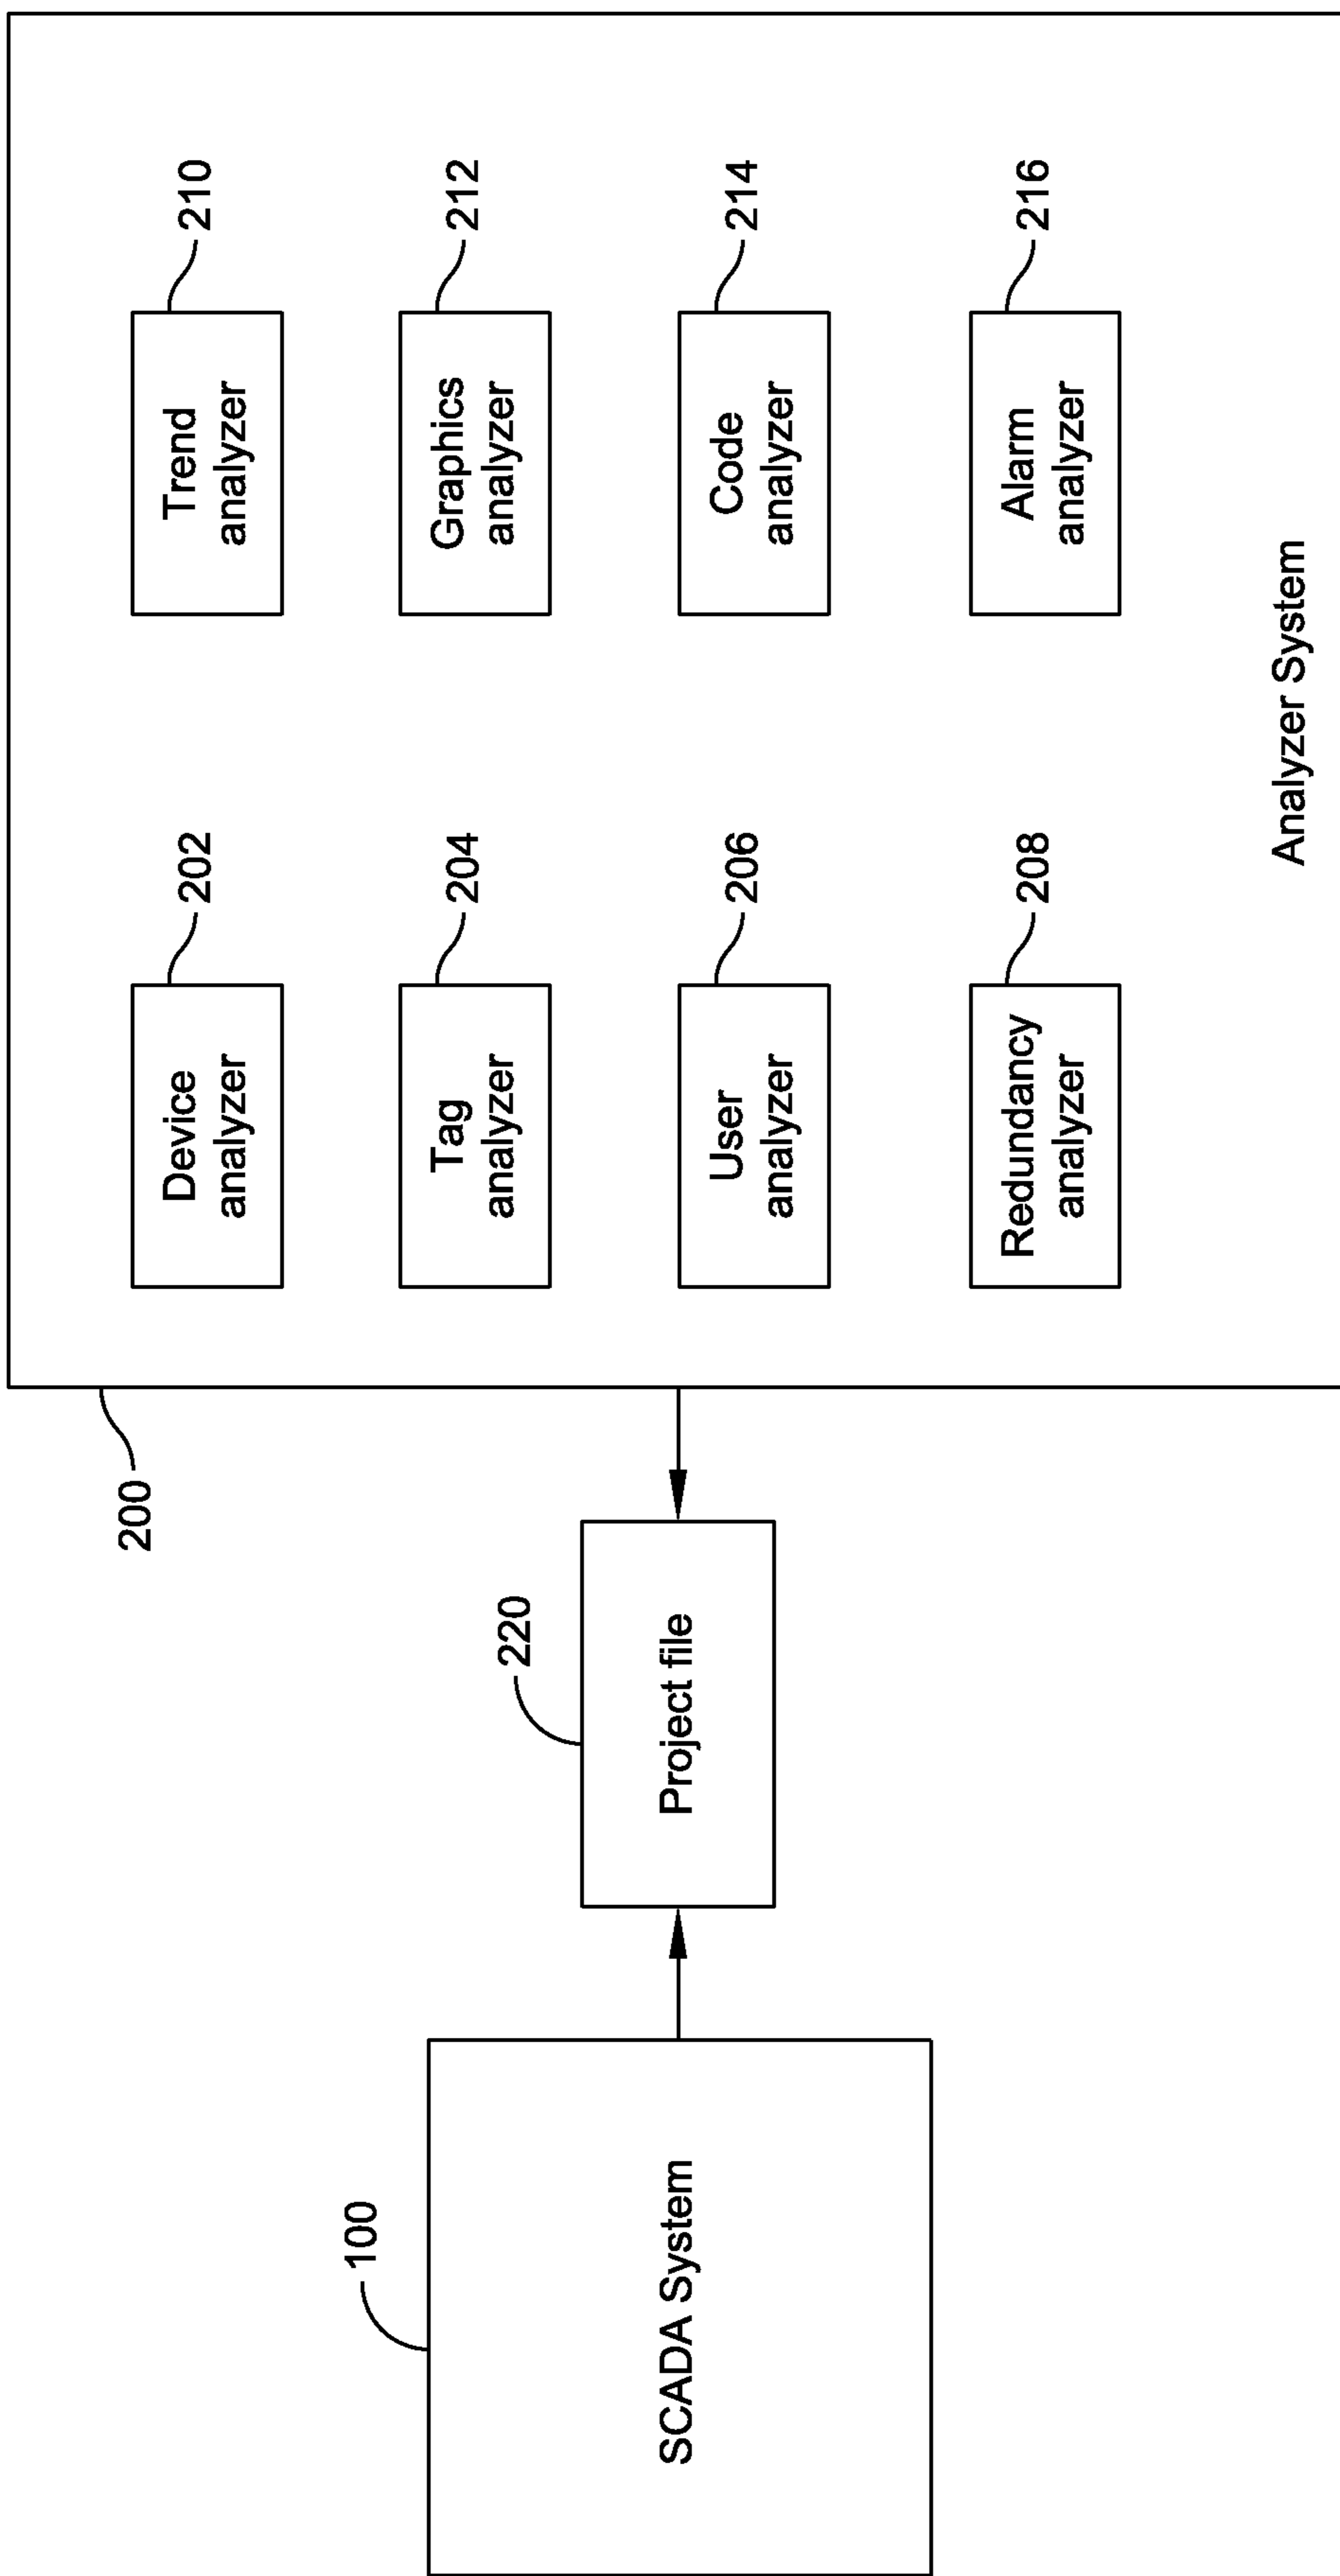 100
SCADA System
220
Project file
200
Device
analyzer
202
Tag
analyzer
204
User
analyzer
206
Redundancy
analyzer
208
Trend
analyzer
210
Graphics
analyzer
212
Code
analyzer
214
Alarm
analyzer
216
Analyzer System